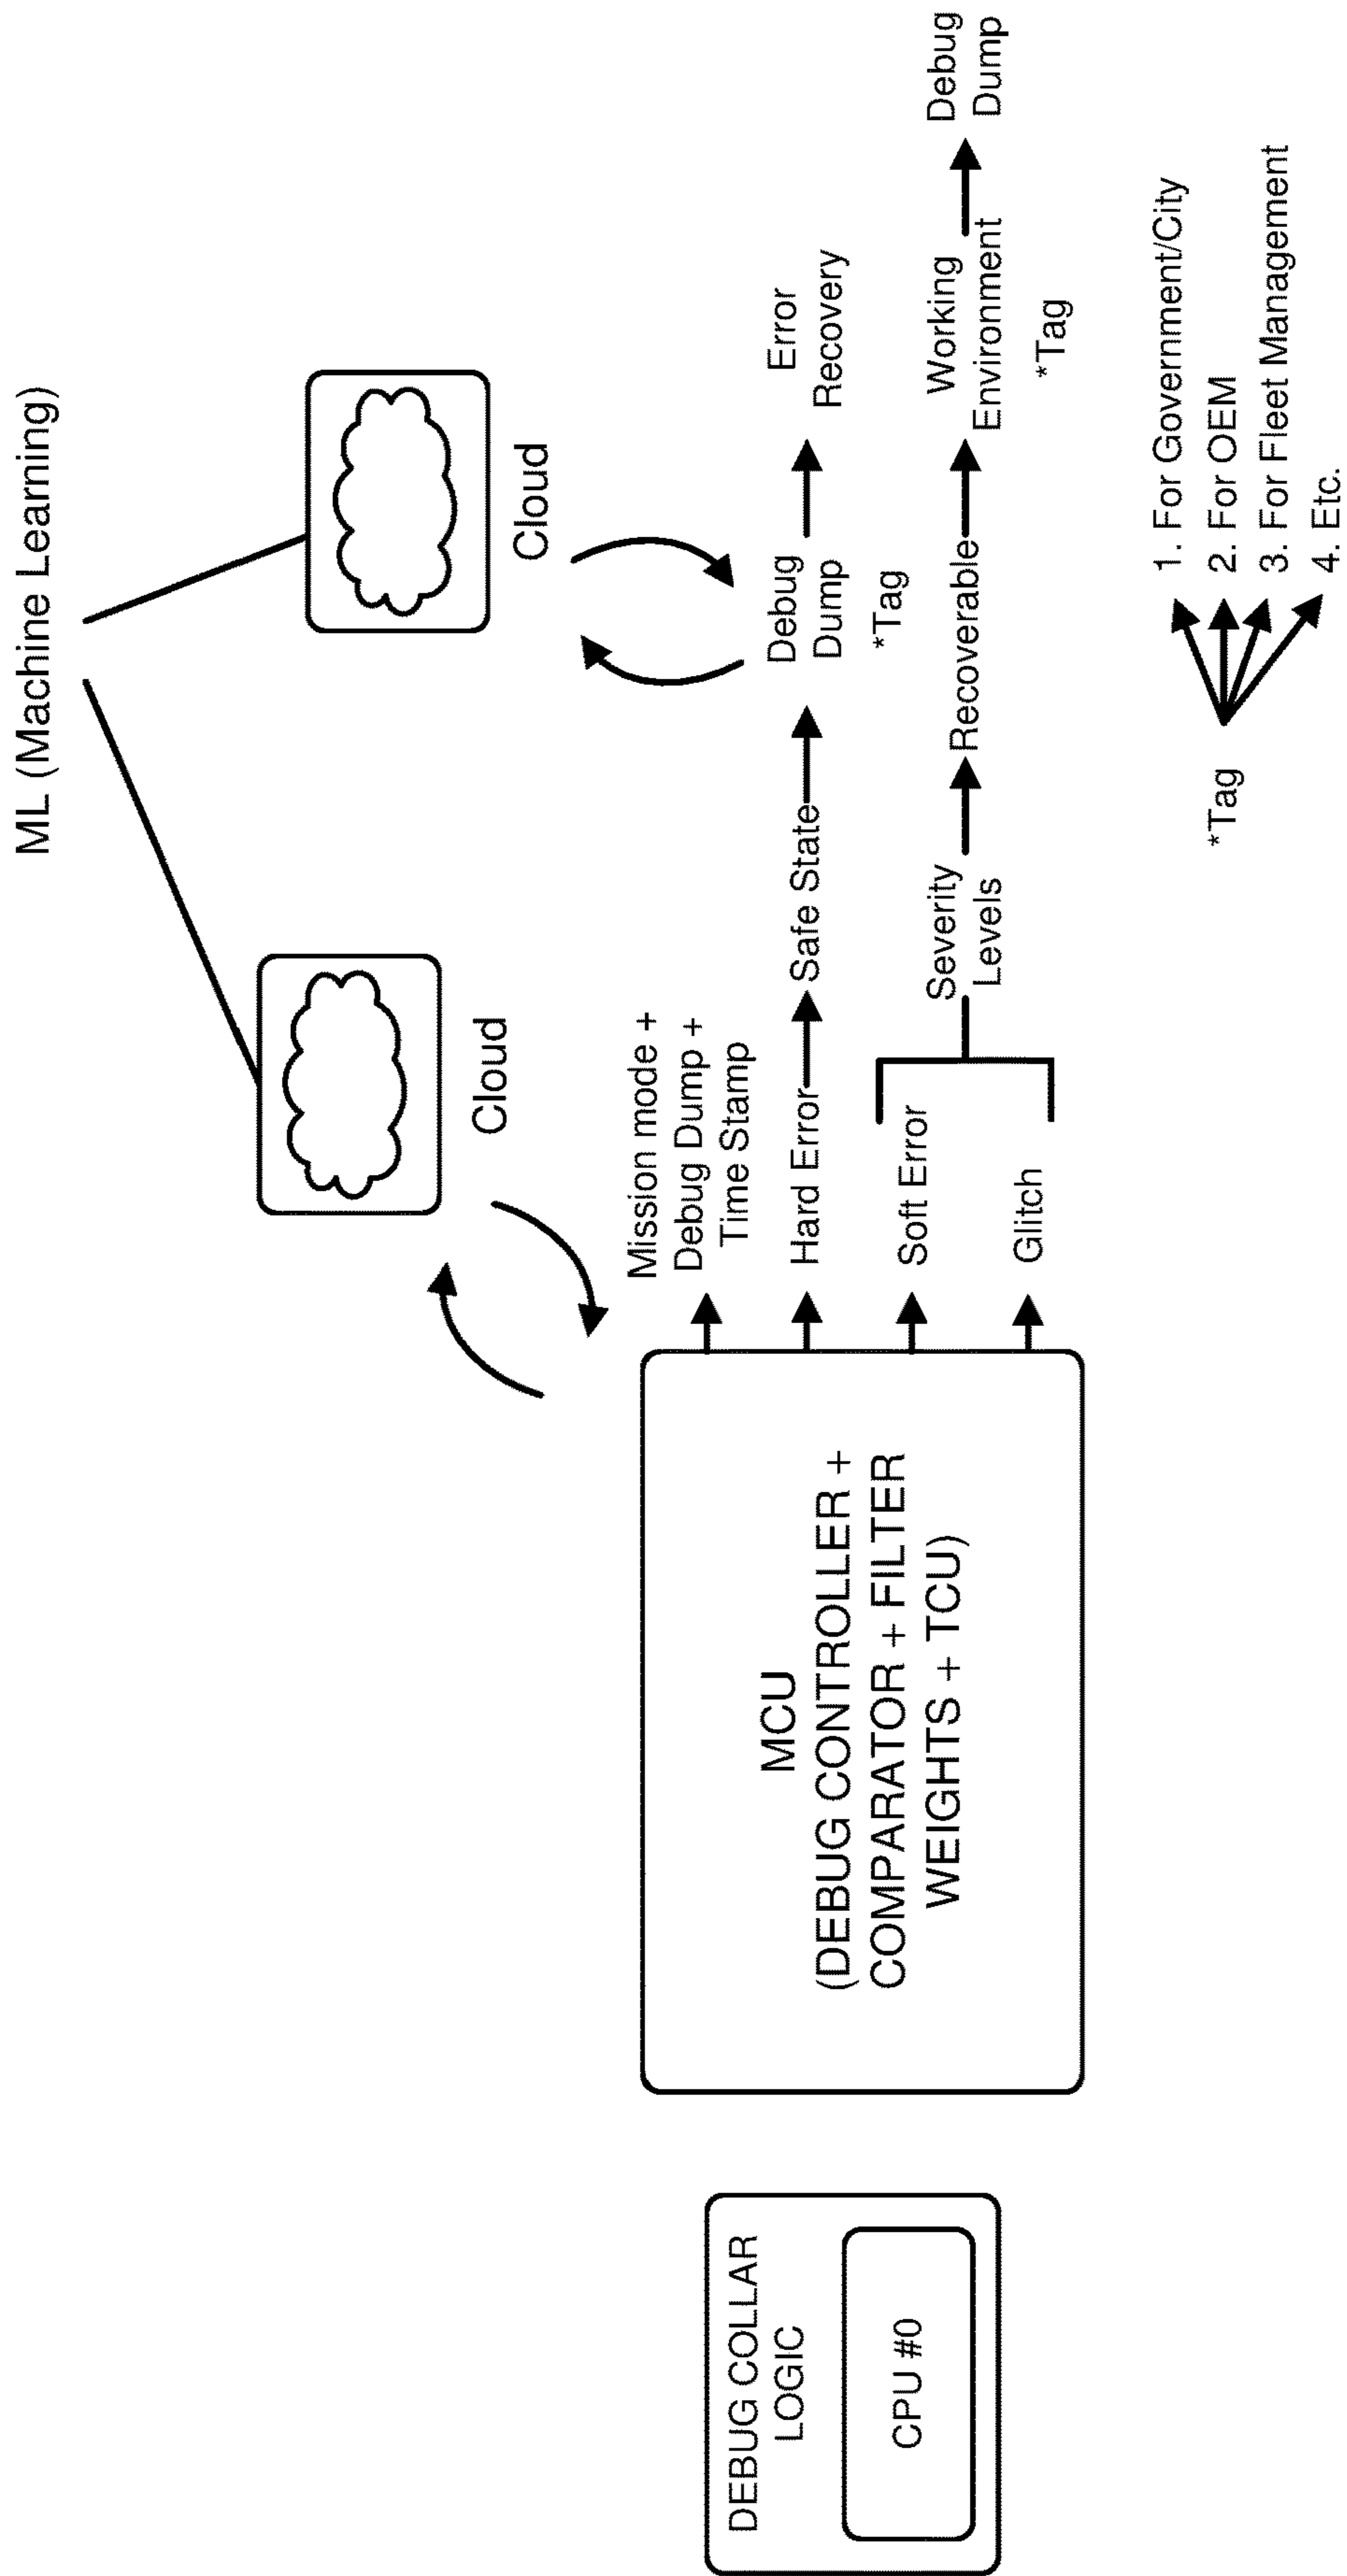 ML (Machine Learning)
Cloud
Cloud
DEBUG COLLAR
LOGIC
CPU #0
MCU
(DEBUG CONTROLLER +
COMPARATOR + FILTER
WEIGHTS + TCU)
Mission mode +
Debug Dump +
Time Stamp
Hard Error
Safe State
Debug
Dump
*Tag
Error
Recovery
Soft Error
Glitch
Severity
Levels
Recoverable
Working
Environment
*Tag
Debug
Dump
*Tag
1. For Government/City
2. For OEM
3. For Fleet Management
4. Etc.